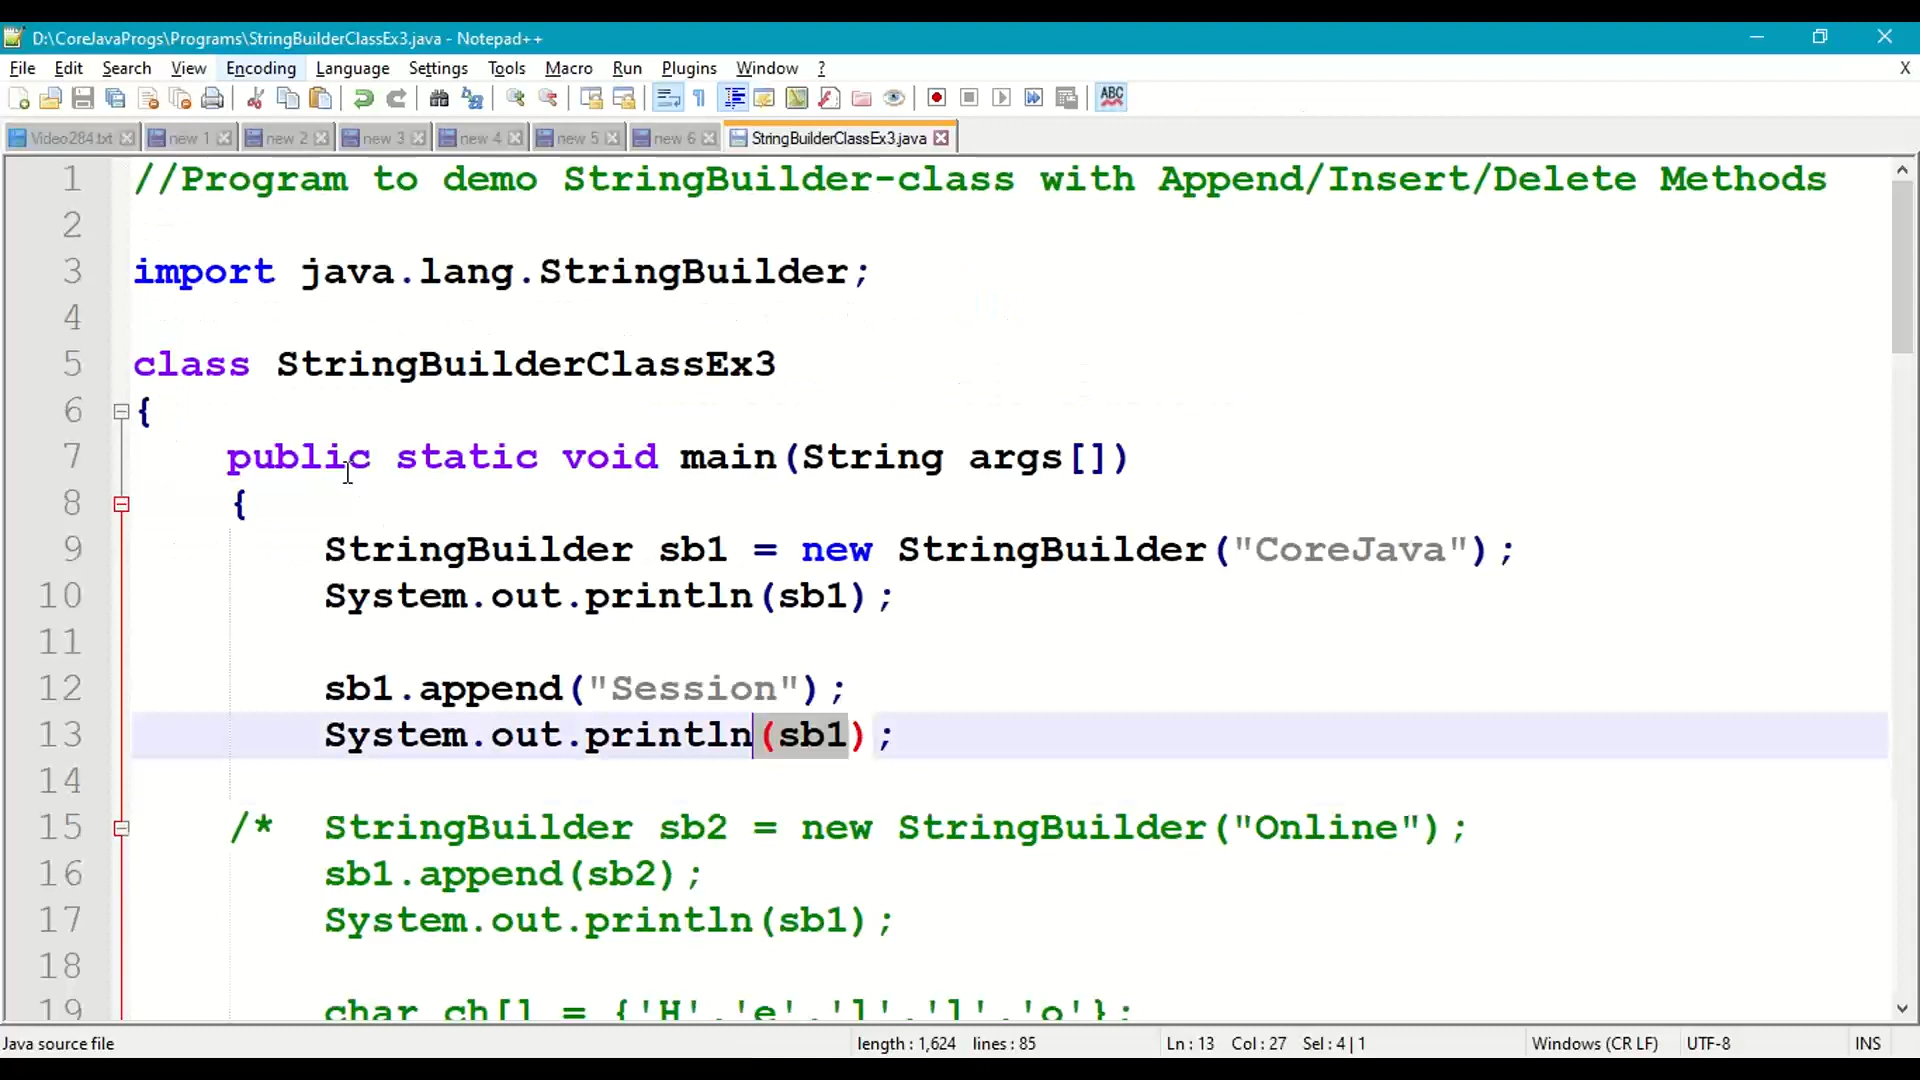 D:\CoreJavaProgs\Programs\StringBuilderClassEx3.java - Notepad++
File Edit Search View Encoding Language Settings Tools Macro Run Plugins Window ? X
ABC
Video284.txt new 1 new 2 new 3 new 4 new 5 new 6 StringBuilderClassEx3.java
1 //Program to demo StringBuilder-class with Append/Insert/Delete Methods
2
3 import java.lang.StringBuilder;
4
5 class StringBuilderClassEx3
6 {
7 public static void main(String args[])
8 {
9 StringBuilder sb1 = new StringBuilder("CoreJava");
10 System.out.println(sb1);
11
12 sb1.append("Session");
13 System.out.println(sb1);
14
15 /* StringBuilder sb2 = new StringBuilder("Online");
16 sb1.append(sb2);
17 System.out.println(sb1);
18
19 char ch[] = {'H','e','l','l','o'};
Java source file length : 1,624 lines : 85 Ln : 13 Col : 27 Sel : 4 | 1 Windows (CR LF) UTF-8 INS